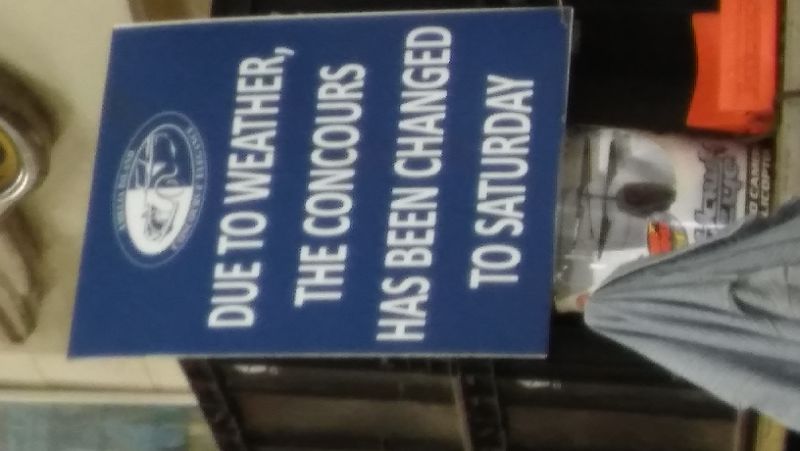 DUE TO WEATHER,
THE CONCOURS
HAS BEEN CHANGED
TO SATURDAY